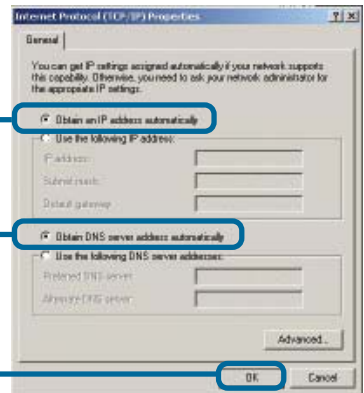 Internet Protocol (TCP/IP) Properties
General
You can get IP settings assigned automatically if your network supports
this capability. Otherwise, you need to ask your network administrator for
the appropriate IP settings.
Obtain an IP address automatically
Use the following IP address:
IP address:
Subnet mask:
Default gateway:
Obtain DNS server address automatically
Use the following DNS server addresses:
Preferred DNS server:
Alternate DNS server:
Advanced...
OK
Cancel